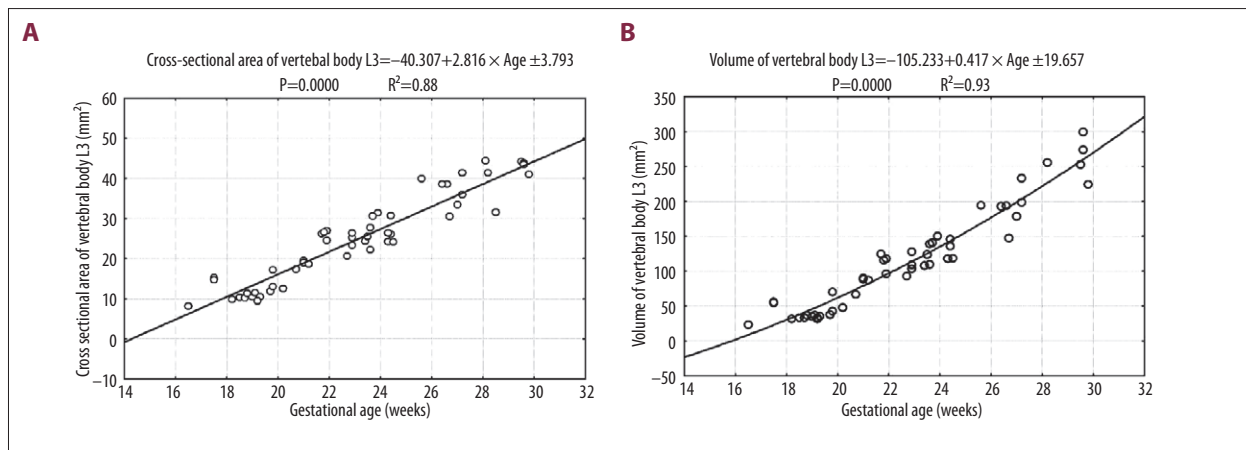 A
Cross-sectional area of vertebal body L3=–40.307+2.816 × Age ±3.793
P=0.0000 R²=0.88
Cross sectional area of vertebral body L3 (mm²)
60
50
40
30
20
10
0
–10
14 16 18 20 22 24 26 28 30 32
Gestational age (weeks)
B
Volume of vertebral body L3=–105.233+0.417 × Age ±19.657
P=0.0000 R²=0.93
Volume of vertebral body L3 (mm²)
350
300
250
200
150
100
50
0
–50
14 16 18 20 22 24 26 28 30 32
Gestational age (weeks)